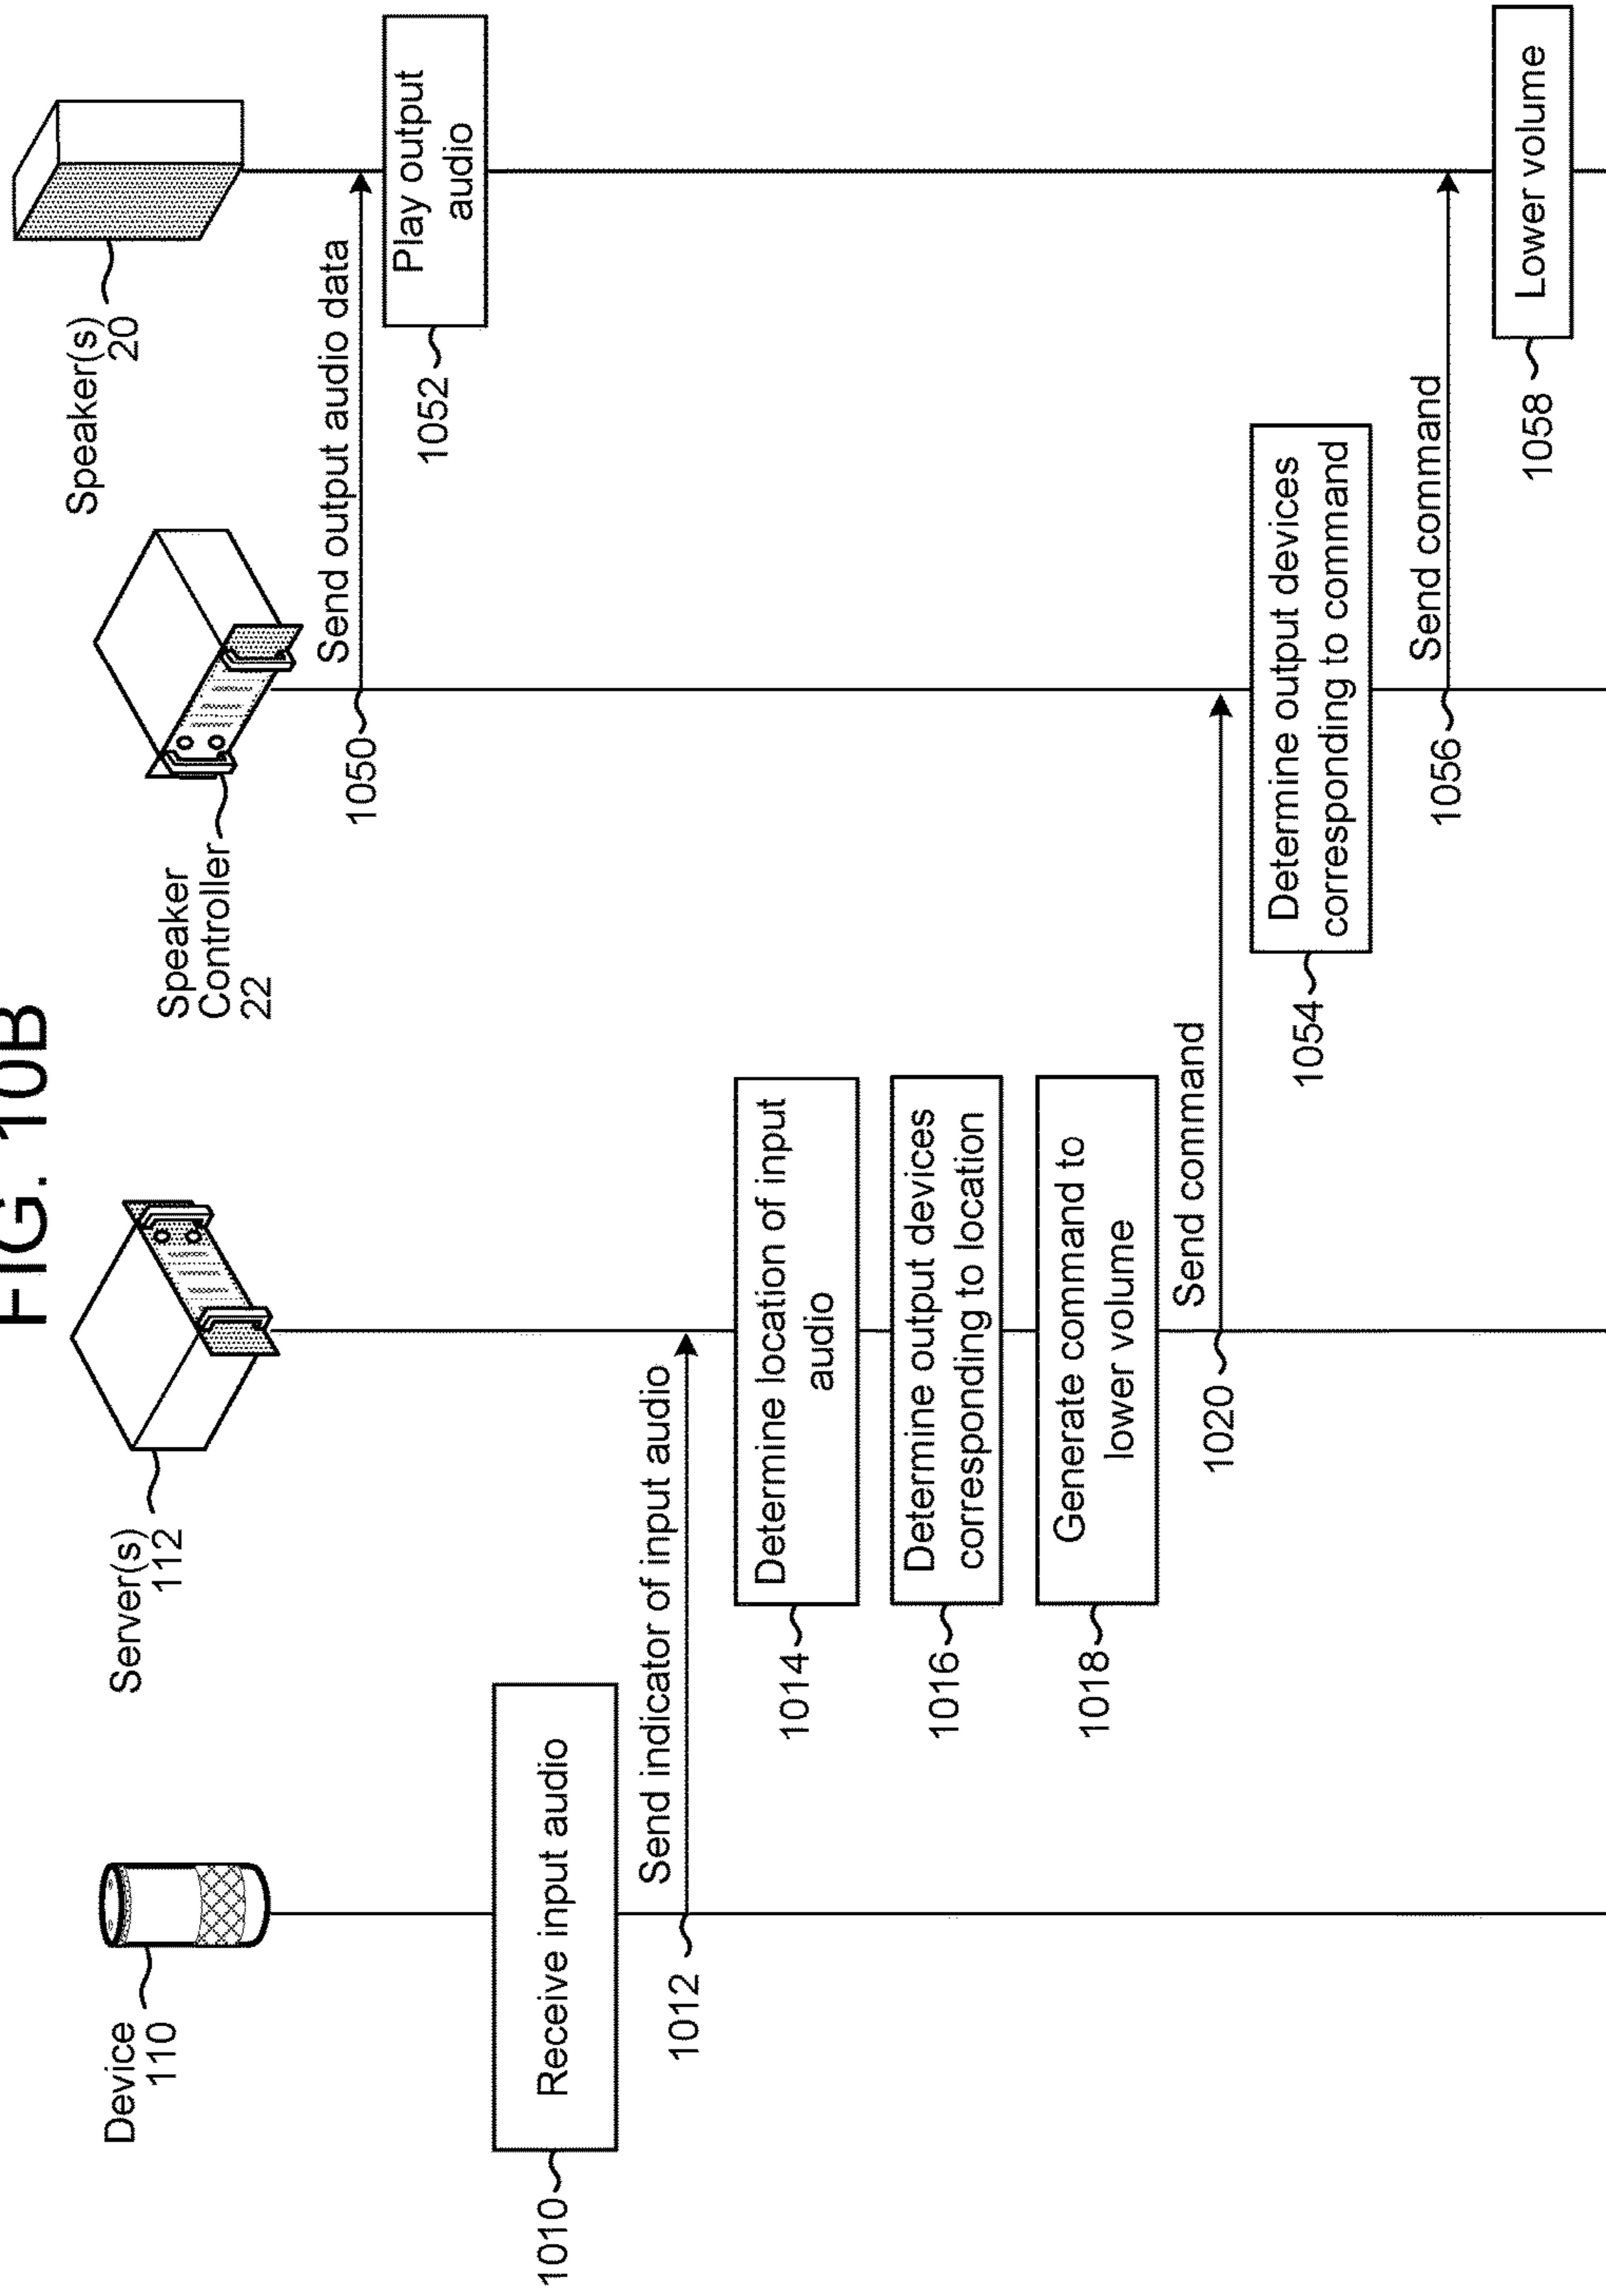 FIG. 10B
Device
110
Server(s)
112
Speaker
Controller
22
Speaker(s)
20
Send output audio data
1050
Play output
audio
1052
Receive input audio
1010
Send indicator of input audio
1012
Determine location of input
audio
1014
Determine output devices
corresponding to location
1016
Generate command to
lower volume
1018
Send command
1020
Determine output devices
corresponding to command
1054
Send command
1056
Lower volume
1058